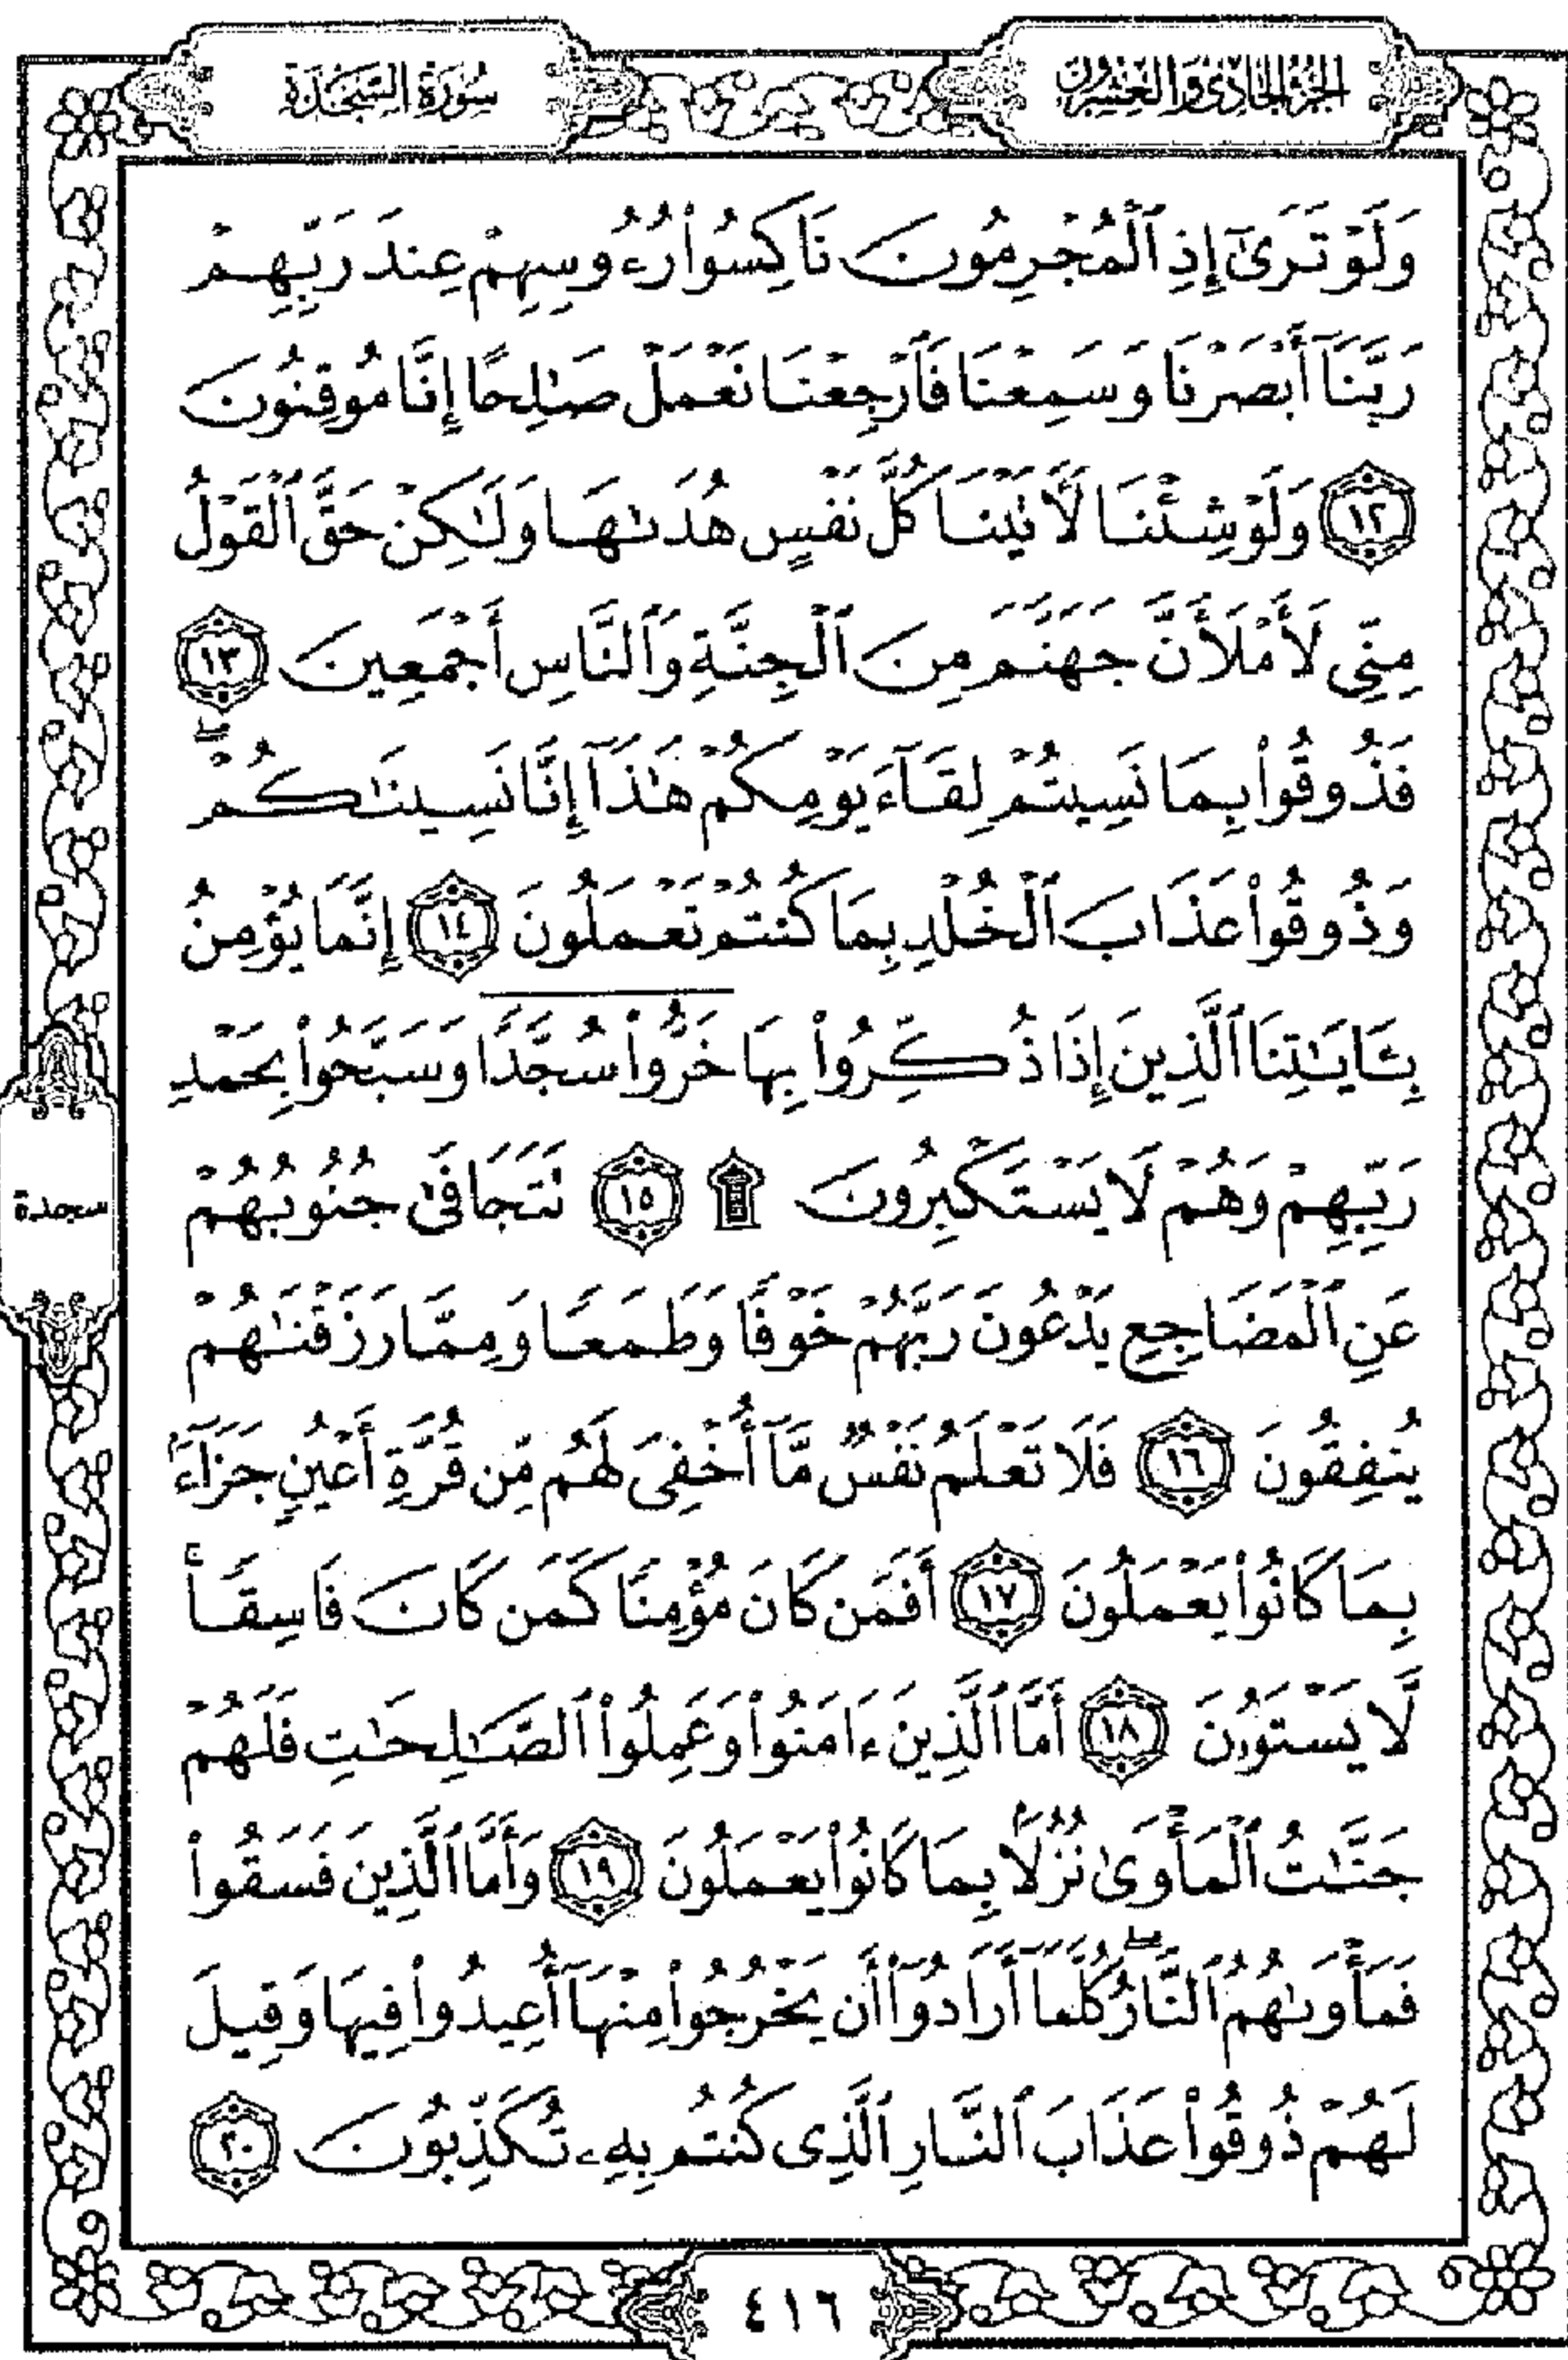 الجزء الحادي والعشرون
سورة السجدة
وَلَوْ تَرَىٰٓ إِذِ ٱلْمُجْرِمُونَ نَاكِسُوا۟ رُءُوسِهِمْ عِندَ رَبِّهِمْ
رَبَّنَآ أَبْصَرْنَا وَسَمِعْنَا فَٱرْجِعْنَا نَعْمَلْ صَٰلِحًا إِنَّا مُوقِنُونَ
﴿١٢﴾ وَلَوْ شِئْنَا لَءَاتَيْنَا كُلَّ نَفْسٍ هُدَىٰهَا وَلَٰكِنْ حَقَّ ٱلْقَوْلُ
مِنِّى لَأَمْلَأَنَّ جَهَنَّمَ مِنَ ٱلْجِنَّةِ وَٱلنَّاسِ أَجْمَعِينَ ﴿١٣﴾
فَذُوقُوا۟ بِمَا نَسِيتُمْ لِقَآءَ يَوْمِكُمْ هَٰذَآ إِنَّا نَسِينَٰكُمْ ۖ
وَذُوقُوا۟ عَذَابَ ٱلْخُلْدِ بِمَا كُنتُمْ تَعْمَلُونَ ﴿١٤﴾ إِنَّمَا يُؤْمِنُ
بِـَٔايَٰتِنَا ٱلَّذِينَ إِذَا ذُكِّرُوا۟ بِهَا خَرُّوا۟ سُجَّدًا وَسَبَّحُوا۟ بِحَمْدِ
رَبِّهِمْ وَهُمْ لَا يَسْتَكْبِرُونَ ۩ ﴿١٥﴾ تَتَجَافَىٰ جُنُوبُهُمْ
سجدة
عَنِ ٱلْمَضَاجِعِ يَدْعُونَ رَبَّهُمْ خَوْفًا وَطَمَعًا وَمِمَّا رَزَقْنَٰهُمْ
يُنفِقُونَ ﴿١٦﴾ فَلَا تَعْلَمُ نَفْسٌ مَّآ أُخْفِىَ لَهُم مِّن قُرَّةِ أَعْيُنٍ جَزَآءًۢ
بِمَا كَانُوا۟ يَعْمَلُونَ ﴿١٧﴾ أَفَمَن كَانَ مُؤْمِنًا كَمَن كَانَ فَاسِقًا ۚ
لَّا يَسْتَوُۥنَ ﴿١٨﴾ أَمَّا ٱلَّذِينَ ءَامَنُوا۟ وَعَمِلُوا۟ ٱلصَّٰلِحَٰتِ فَلَهُمْ
جَنَّٰتُ ٱلْمَأْوَىٰ نُزُلًۢا بِمَا كَانُوا۟ يَعْمَلُونَ ﴿١٩﴾ وَأَمَّا ٱلَّذِينَ فَسَقُوا۟
فَمَأْوَىٰهُمُ ٱلنَّارُ ۖ كُلَّمَآ أَرَادُوٓا۟ أَن يَخْرُجُوا۟ مِنْهَآ أُعِيدُوا۟ فِيهَا وَقِيلَ
لَهُمْ ذُوقُوا۟ عَذَابَ ٱلنَّارِ ٱلَّذِى كُنتُم بِهِۦ تُكَذِّبُونَ ﴿٢٠﴾
٤١٦